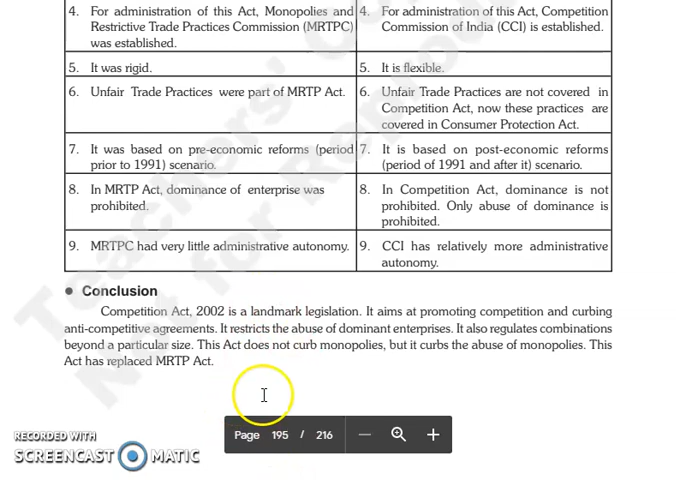 4. For administration of this Act, Monopolies and
Restrictive Trade Practices Commission (MRTPC)
was established.
4. For administration of this Act, Competition
Commission of India (CCI) is established.
5. It was rigid.
5. It is flexible.
6. Unfair Trade Practices were part of MRTP Act.
6. Unfair Trade Practices are not covered in
Competition Act, now these practices are
covered in Consumer Protection Act.
7. It was based on pre-economic reforms (period
prior to 1991) scenario.
7. It is based on post-economic reforms
(period of 1991 and after it) scenario.
8. In MRTP Act, dominance of enterprise was
prohibited.
8. In Competition Act, dominance is not
prohibited. Only abuse of dominance is
prohibited.
9. MRTPC had very little administrative autonomy.
9. CCI has relatively more administrative
autonomy.
● Conclusion
Competition Act, 2002 is a landmark legislation. It aims at promoting competition and curbing
anti-competitive agreements. It restricts the abuse of dominant enterprises. It also regulates combinations
beyond a particular size. This Act does not curb monopolies, but it curbs the abuse of monopolies. This
Act has replaced MRTP Act.
Page 195 / 216
RECORDED WITH
SCREENCAST MATIC
Teachers'
Not for